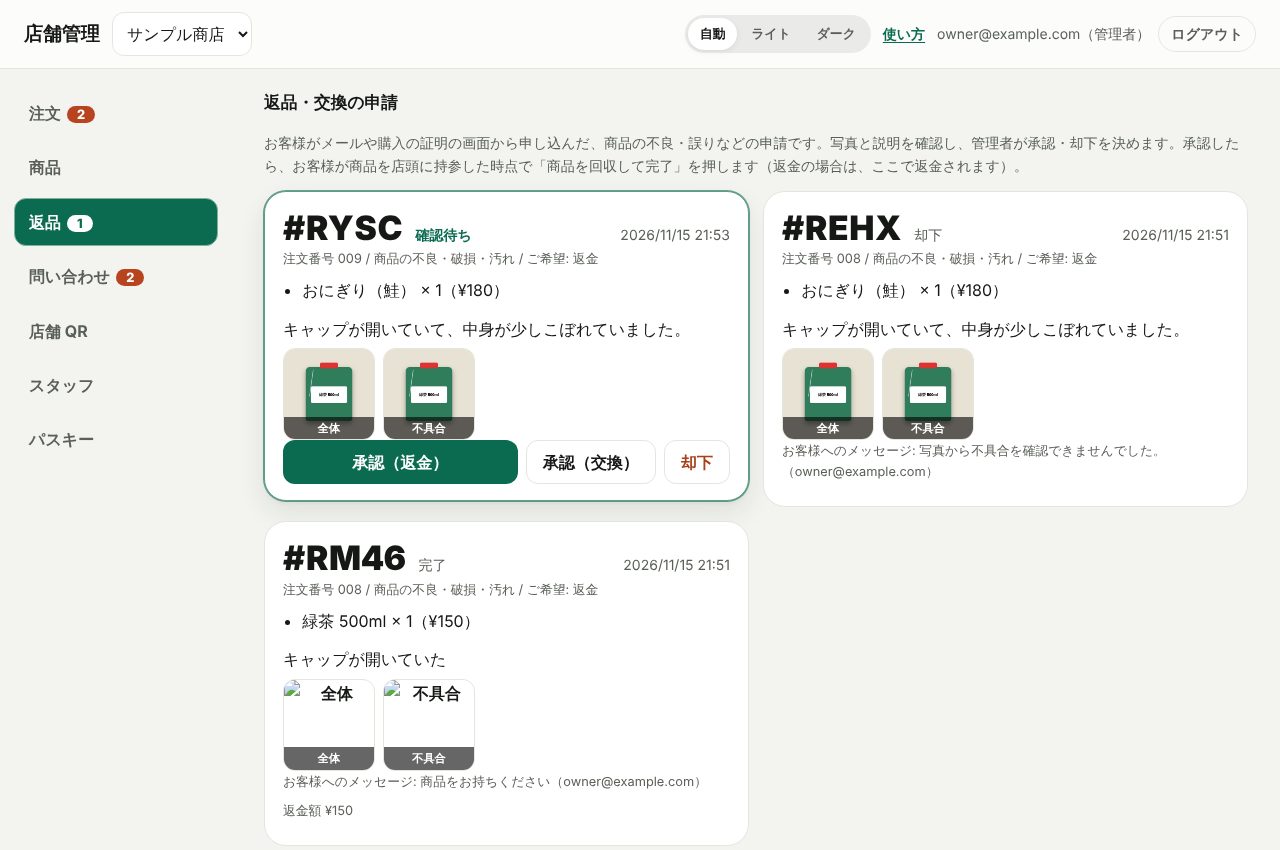 店舗管理
サンプル商店
自動
ライト
ダーク
使い方
owner@example.com（管理者）
ログアウト
注文 2
商品
返品 1
問い合わせ 2
店舗 QR
スタッフ
パスキー
返品・交換の申請
お客様がメールや購入の証明の画面から申し込んだ、商品の不良・誤りなどの申請です。写真と説明を確認し、管理者が承認・却下を決めます。承認した
ら、お客様が商品を店頭に持参した時点で「商品を回収して完了」を押します（返金の場合は、ここで返金されます）。
#RYSC 確認待ち 2026/11/15 21:53
注文番号 009 / 商品の不良・破損・汚れ / ご希望: 返金
• おにぎり（鮭） × 1（¥180）
キャップが開いていて、中身が少しこぼれていました。
緑茶 500ml
緑茶 500ml
全体
不具合
承認（返金）
承認（交換）
却下
#REHX 却下 2026/11/15 21:51
注文番号 008 / 商品の不良・破損・汚れ / ご希望: 返金
• おにぎり（鮭） × 1（¥180）
キャップが開いていて、中身が少しこぼれていました。
緑茶 500ml
緑茶 500ml
全体
不具合
お客様へのメッセージ: 写真から不具合を確認できませんでした。
（owner@example.com）
#RM46 完了 2026/11/15 21:51
注文番号 008 / 商品の不良・破損・汚れ / ご希望: 返金
• 緑茶 500ml × 1（¥150）
キャップが開いていた
全体
不具合
全体
不具合
お客様へのメッセージ: 商品をお持ちください（owner@example.com）
返金額 ¥150